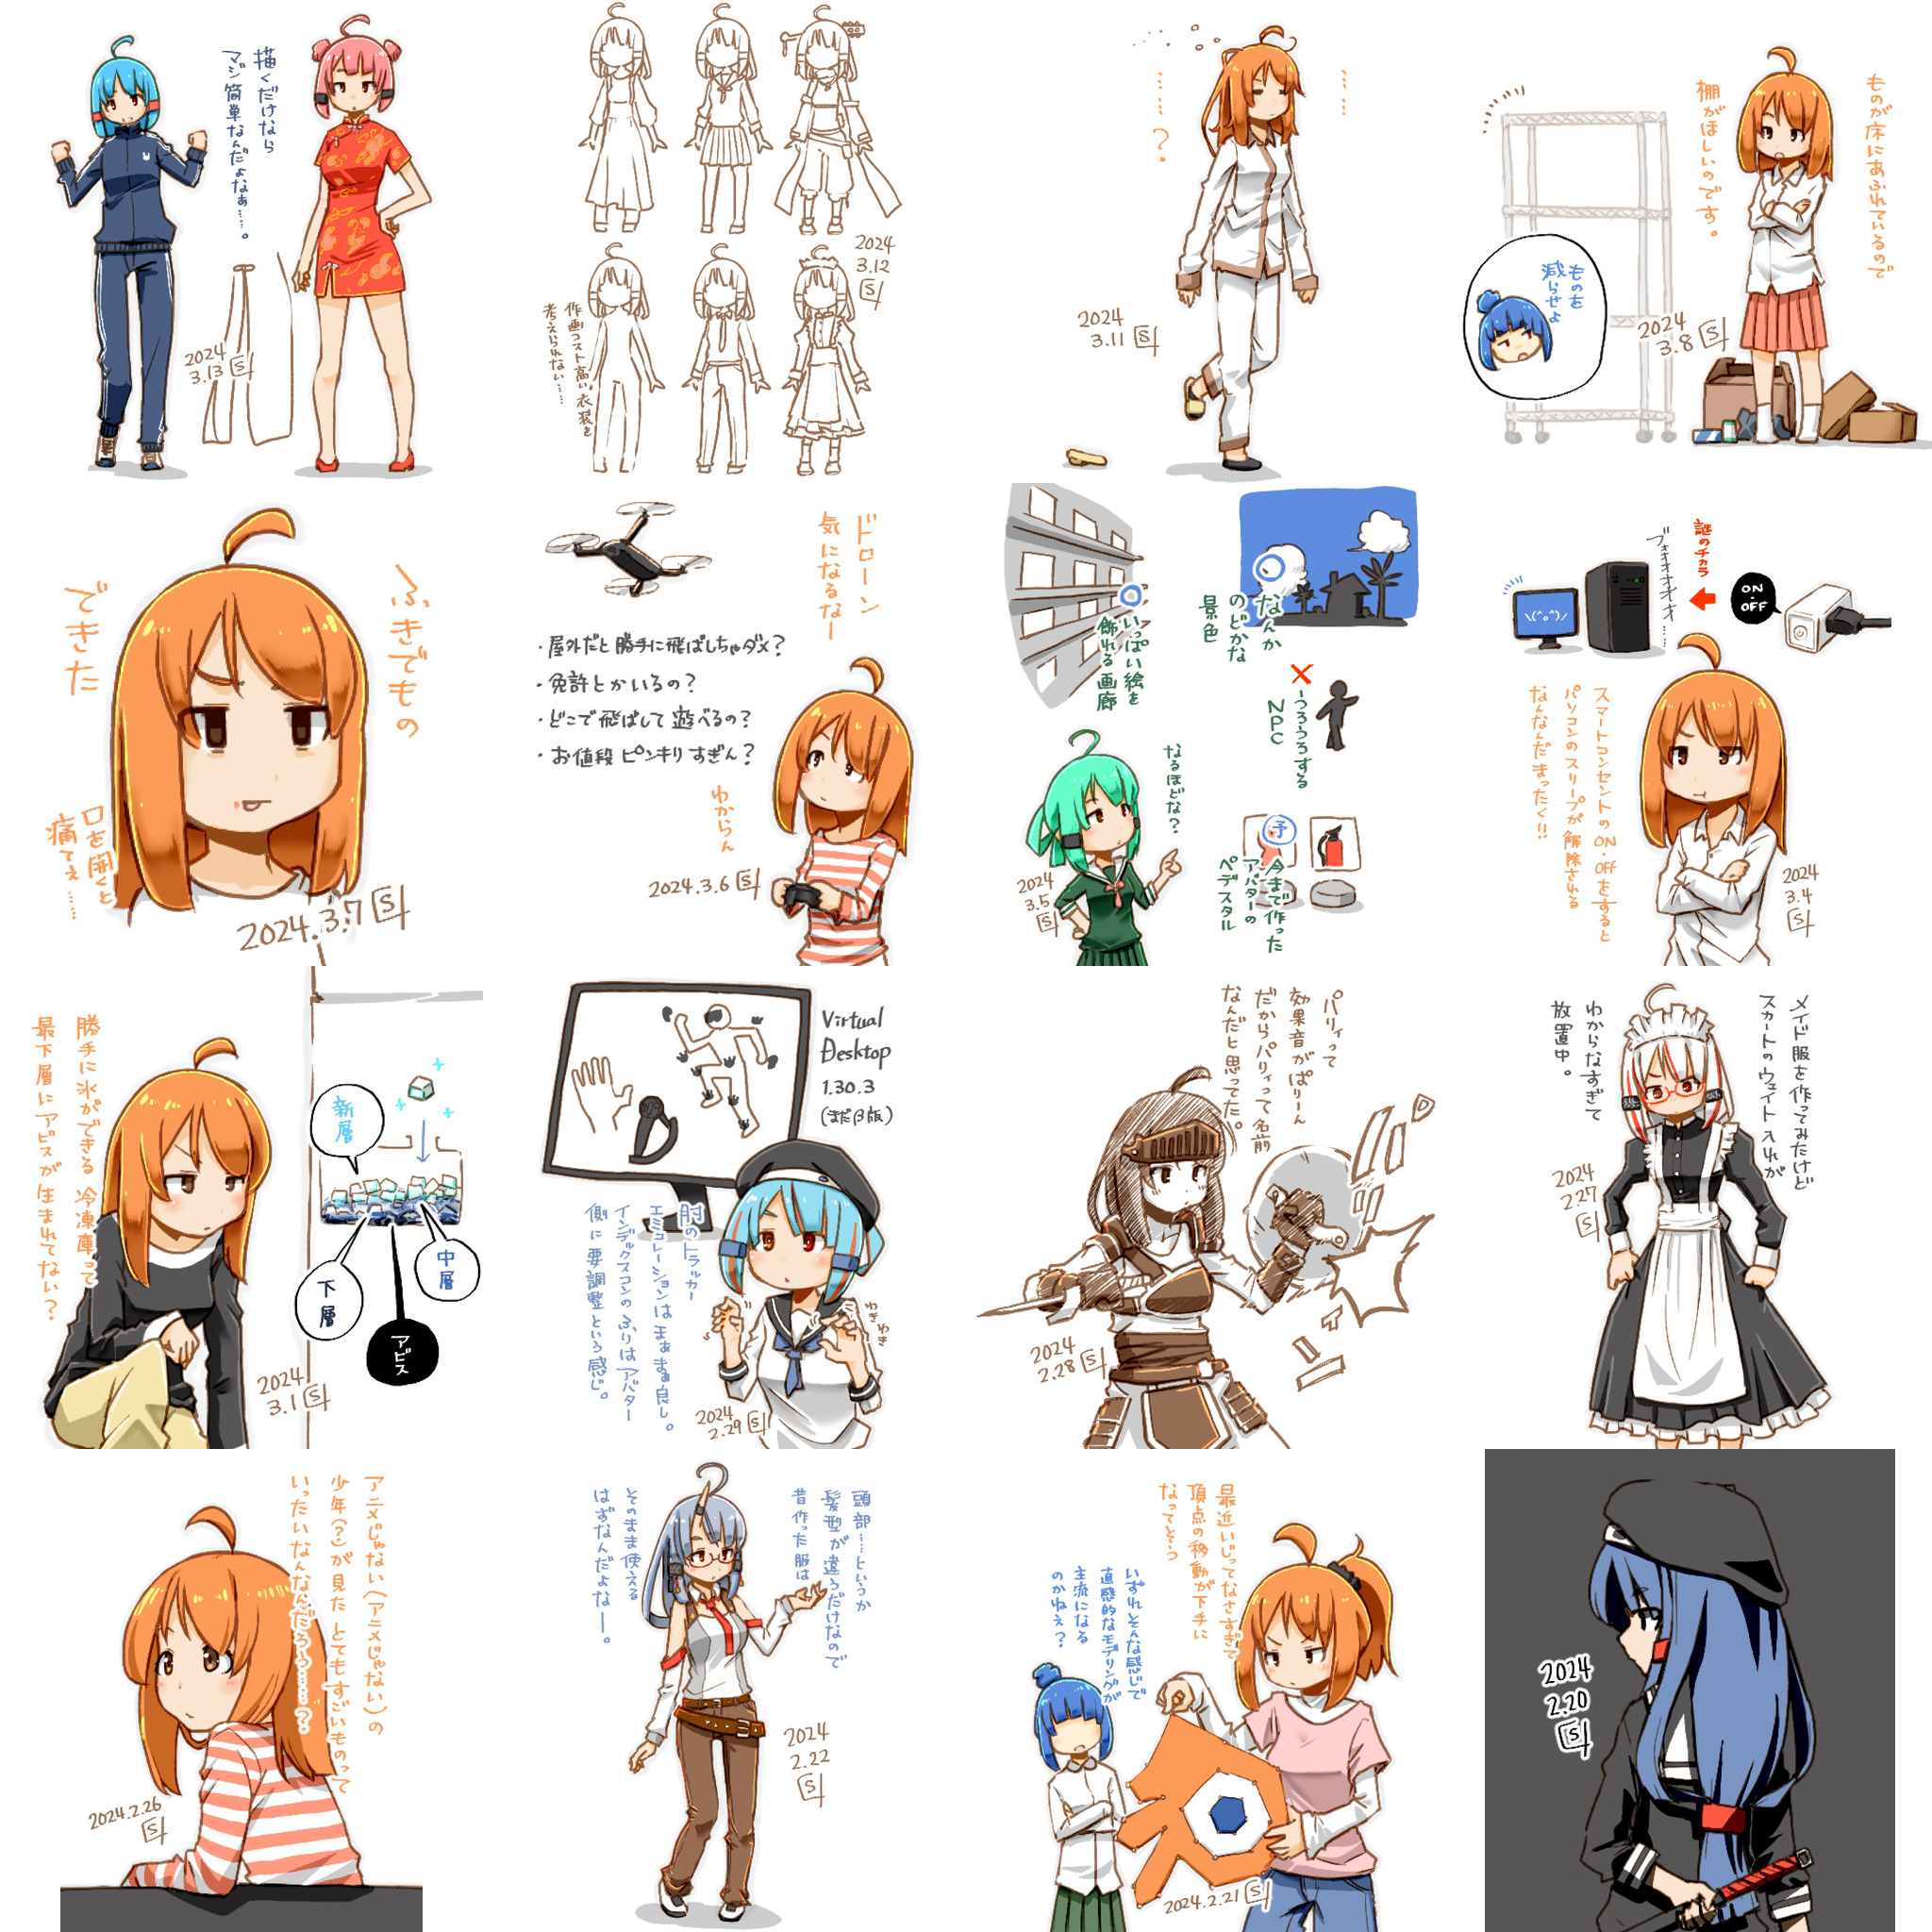 描くだけなら
マジ簡単なんだよなぁ……。
2024
3.13 S
2024
3.12
S
作画コスト高い衣装を
考えられない……
……
……?
2024
3.11 S
ものが床にあふれているので
棚がほしいのです。
ものを
減らせよ
2024
3.8 S
ふきでもの
できた
口を開くと
痛てえ……
2024.3.7 S
ドローン
気になるなー
・屋外だと勝手に飛ばしちゃダメ?
・免許とかいるの?
・どこで飛ばして遊べるの?
・お値段ピンキリすぎん?
わからん
2024.3.6 S
なんか
のどかな
景色
いっぱい絵を
飾れる画廊
うろうろする
NPC
なるほどな?
予
今まで作った
アバターの
ペデスタル
2024
3.5
S
謎のチカラ
ON
・
OFF
\(^o^)/
スマートコンセントのON・OFFをすると
パソコンのスリープが解除される
なんなんだまったく!!
2024
3.4
S
勝手に氷ができる冷凍庫って
最下層にアビスが生まれてない?
新層
中層
下層
アビス
2024
3.1 S
Virtual
Desktop
1.30.3
(まだβ版)
肘のトラッカー
エミュレーションはまぁまぁ良し。
インデックスコンのふりはアバター
側に要調整という感じ。
わき
わき
2024
2.29 S
パリィって
効果音がぱりーん
だからパリィって名前
なんだと思ってた。
2024
2.28 S
メイド服を作ってみたけど
スカートのウェイト入れが
わからなすぎて
放置中。
2024
2.27
S
アニメじゃない(アニメじゃない)の
少年(?)が見たとてもすごいものって
いったいなんなんだろう……?
2024.2.26
S
頭部……というか
髪型が違うだけなので
昔作った服は
そのまま使える
はずなんだよなー。
2024
2.22
S
最近いじってなさすぎて
頂点の移動が下手に
なってそう
いずれそんな感じで
直感的なモデリングが
主流になる
のかねぇ?
2024.2.21 S
2024
2.20
S